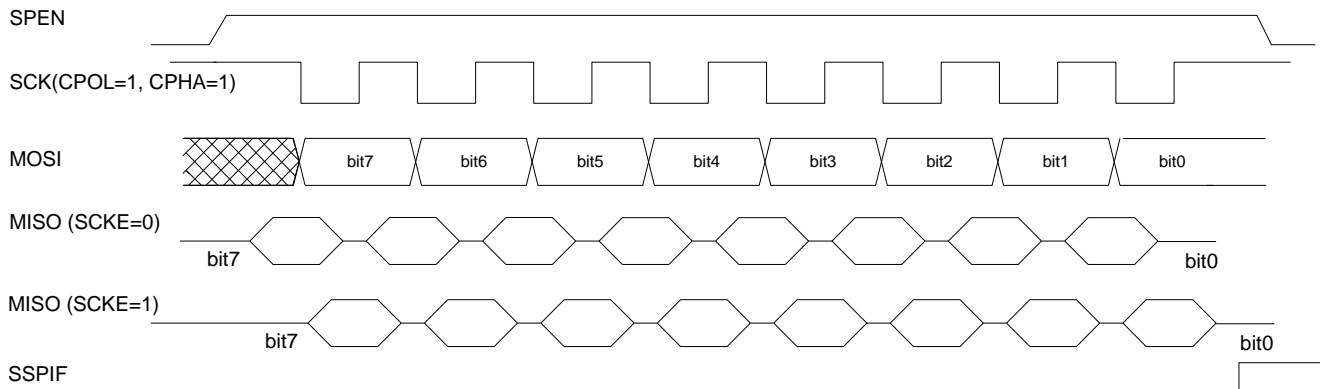 SPEN
SCK(CPOL=1, CPHA=1)
MOSI
bit7 bit6 bit5 bit4 bit3 bit2 bit1 bit0
MISO (SCKE=0)
bit7 bit0
MISO (SCKE=1)
bit7 bit0
SSPIF